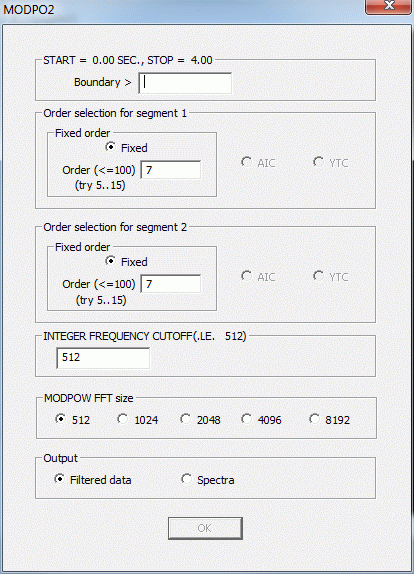 MODPO2
START = 0.00 SEC., STOP = 4.00
Boundary >
Order selection for segment 1
Fixed order
Fixed
Order (<=100) 7
(try 5..15)
AIC
YTC
Order selection for segment 2
Fixed order
Fixed
Order (<=100) 7
(try 5..15)
AIC
YTC
INTEGER FREQUENCY CUTOFF(.LE. 512)
512
MODPOW FFT size
512 1024 2048 4096 8192
Output
Filtered data Spectra
OK